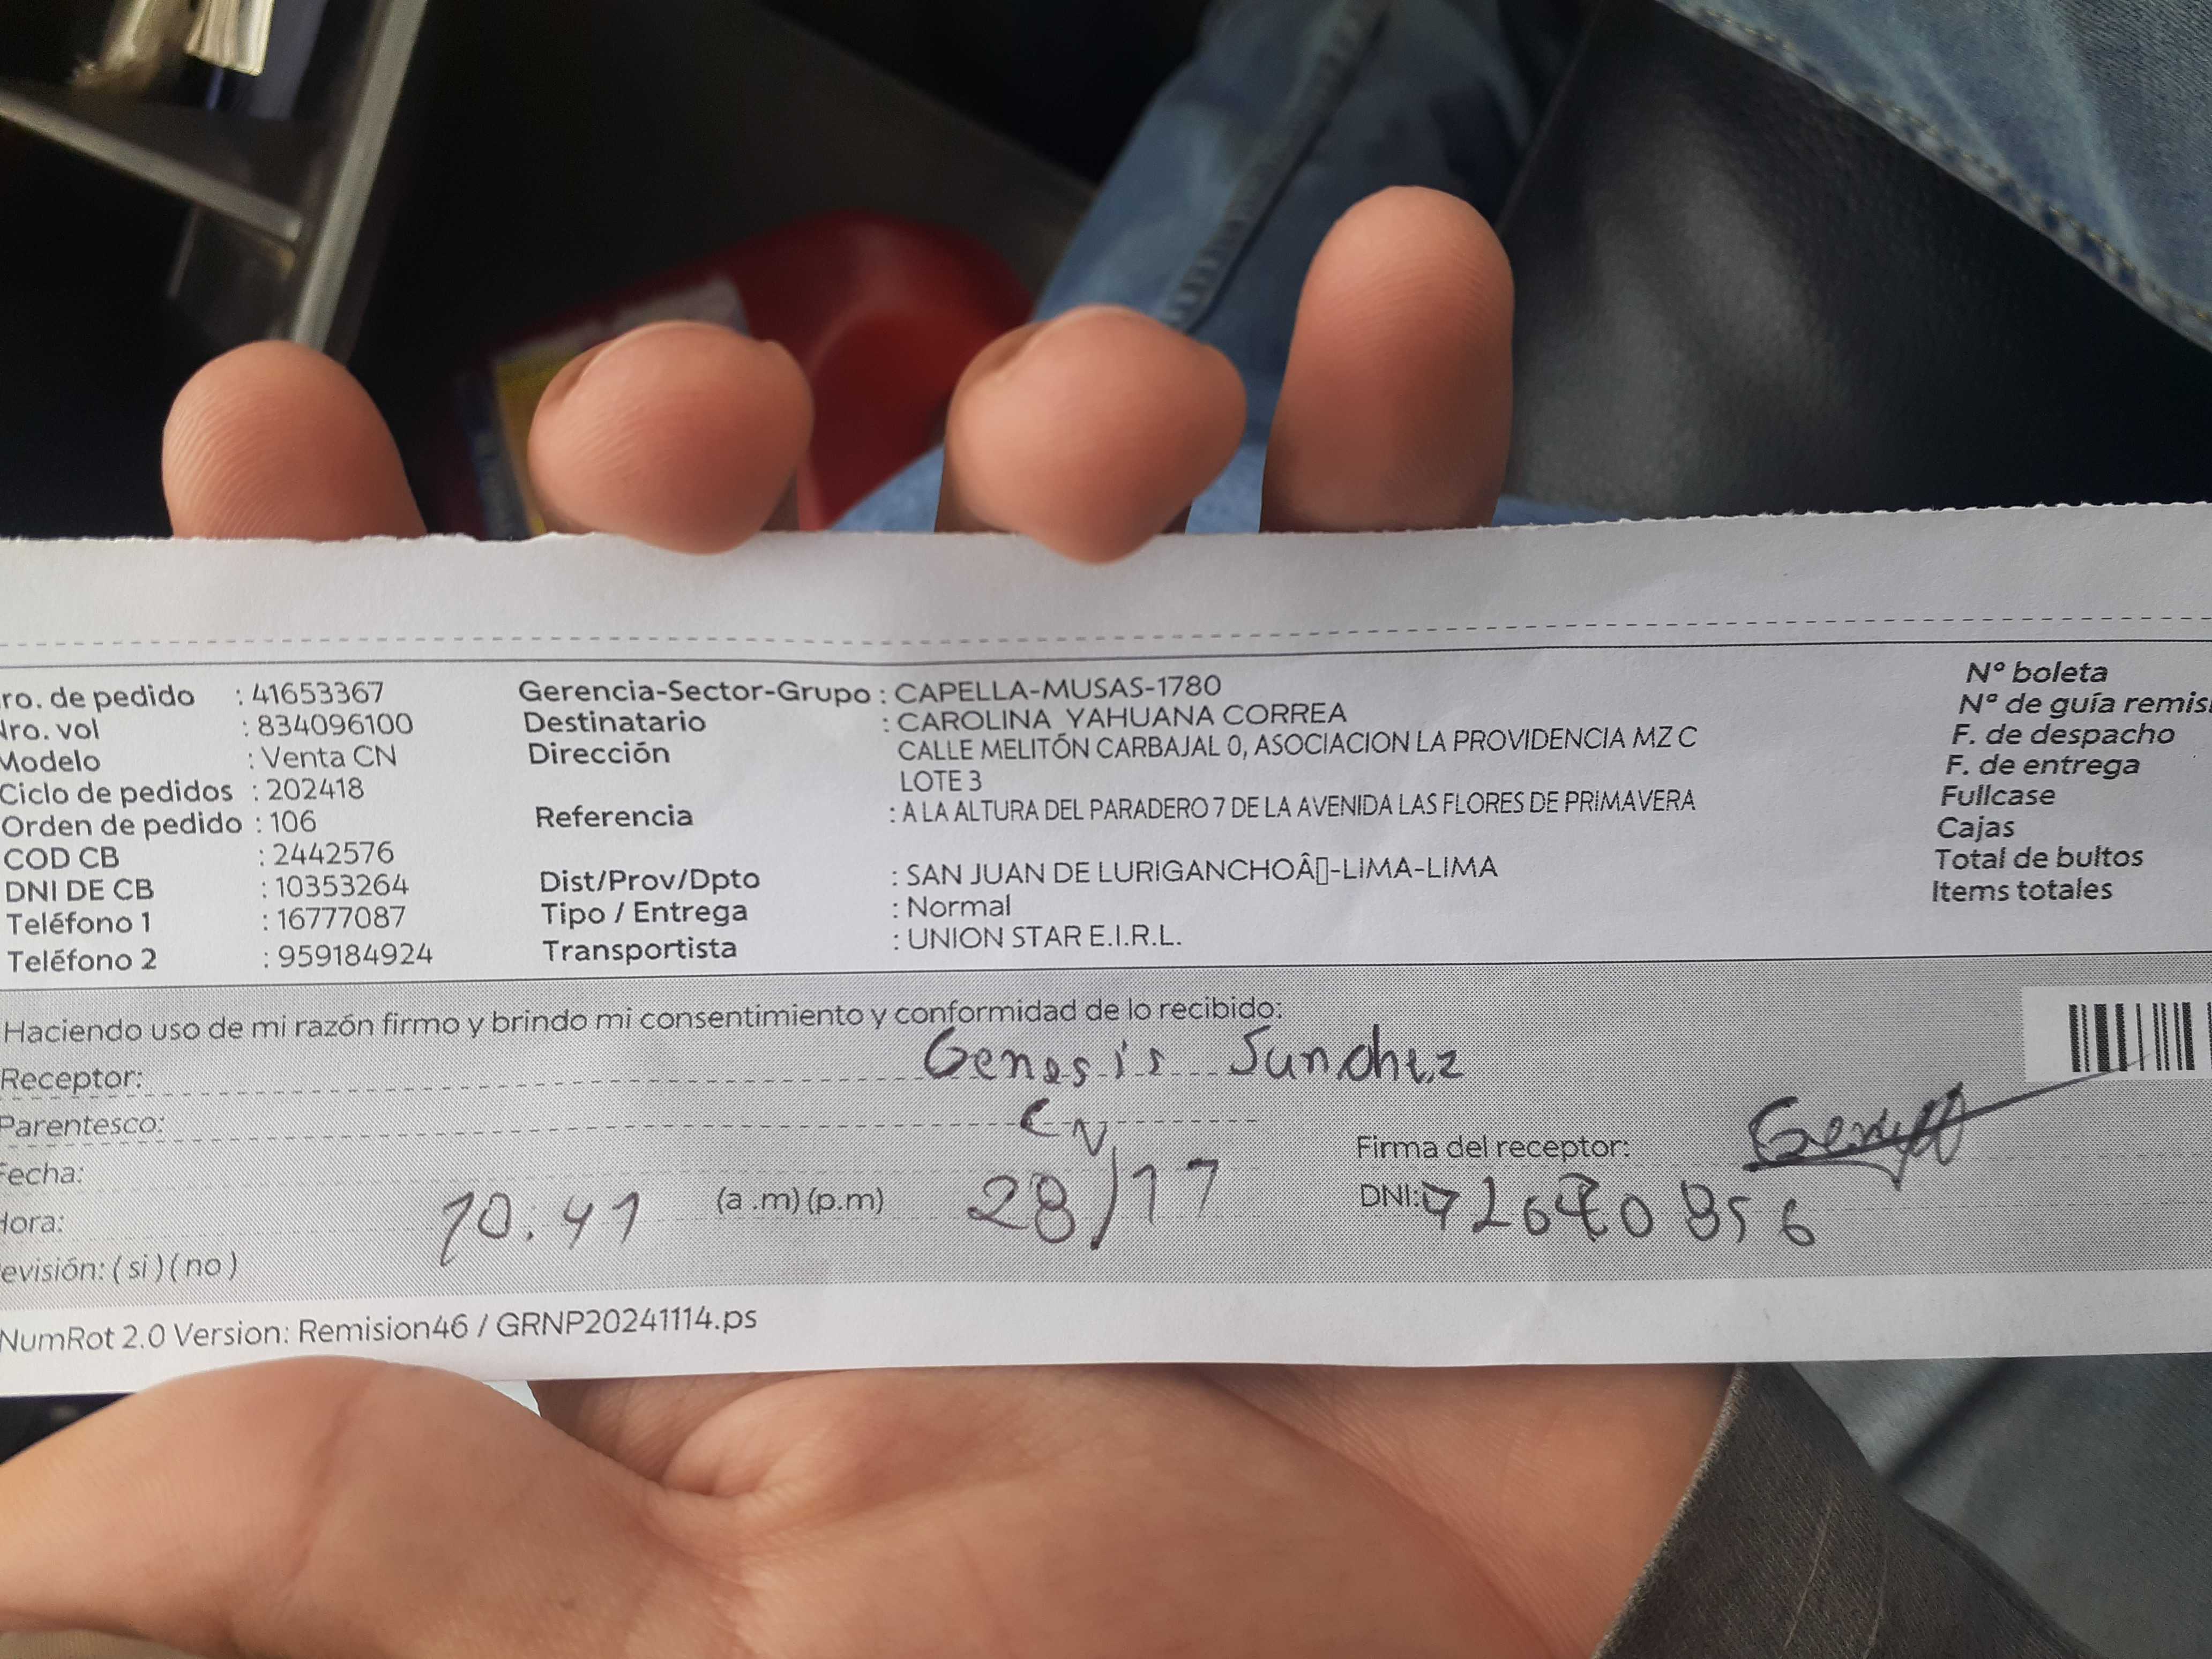 ro. de pedido : 41653367
Nro. vol : 834096100
Modelo : Venta CN
Ciclo de pedidos : 202418
Orden de pedido : 106
COD CB : 2442576
DNI DE CB : 10353264
Teléfono 1 : 16777087
Teléfono 2 : 959184924
Gerencia-Sector-Grupo : CAPELLA-MUSAS-1780
Destinatario : CAROLINA YAHUANA CORREA
Dirección CALLE MELITÓN CARBAJAL 0, ASOCIACION LA PROVIDENCIA MZ C
LOTE 3
Referencia : A LA ALTURA DEL PARADERO 7 DE LA AVENIDA LAS FLORES DE PRIMAVERA
Dist/Prov/Dpto : SAN JUAN DE LURIGANCHOÂ▯-LIMA-LIMA
Tipo / Entrega : Normal
Transportista : UNION STAR E.I.R.L.
N° boleta
N° de guía remisi
F. de despacho
F. de entrega
Fullcase
Cajas
Total de bultos
Items totales
Haciendo uso de mi razón firmo y brindo mi consentimiento y conformidad de lo recibido:
Receptor: Genesis Sanchez
Parentesco: CN
Fecha: 28/11
Hora: 10:41 (a .m) (p.m)
evisión: ( si ) ( no )
Firma del receptor:
DNI:
NumRot 2.0 Version: Remision46 / GRNP20241114.ps